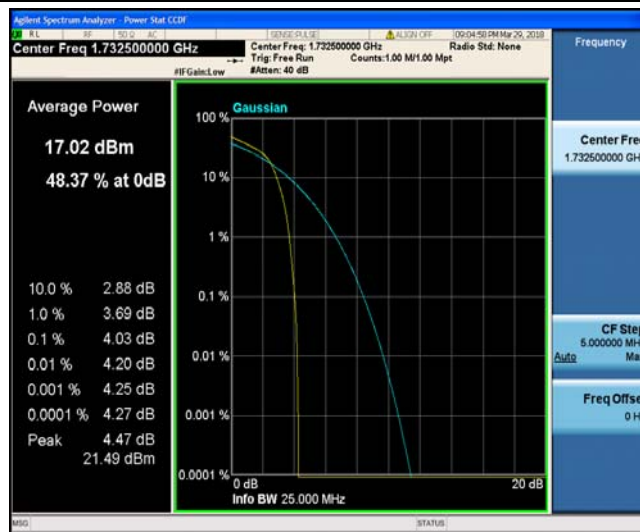 Agilent Spectrum Analyzer - Power Stat CCDF
RL RF 50 Ω AC SENSE:PULSE ALIGN OFF 09:04:58 PM Mar 29, 2018
Center Freq 1.732500000 GHz
Center Freq: 1.732500000 GHz Radio Std: None
Trig: Free Run Counts:1.00 M/1.00 Mpt
#IFGain:Low #Atten: 40 dB
Frequency
Average Power
17.02 dBm
48.37 % at 0dB
10.0 % 2.88 dB
1.0 % 3.69 dB
0.1 % 4.03 dB
0.01 % 4.20 dB
0.001 % 4.25 dB
0.0001 % 4.27 dB
Peak 4.47 dB
21.49 dBm
Gaussian
100 %
10 %
1 %
0.1 %
0.01 %
0.001 %
0.0001 %
0 dB 20 dB
Info BW 25.000 MHz
Center Fre
1.732500000 GH
CF Step
5.000000 MH
Auto Ma
Freq Offse
0 H
MSG STATUS